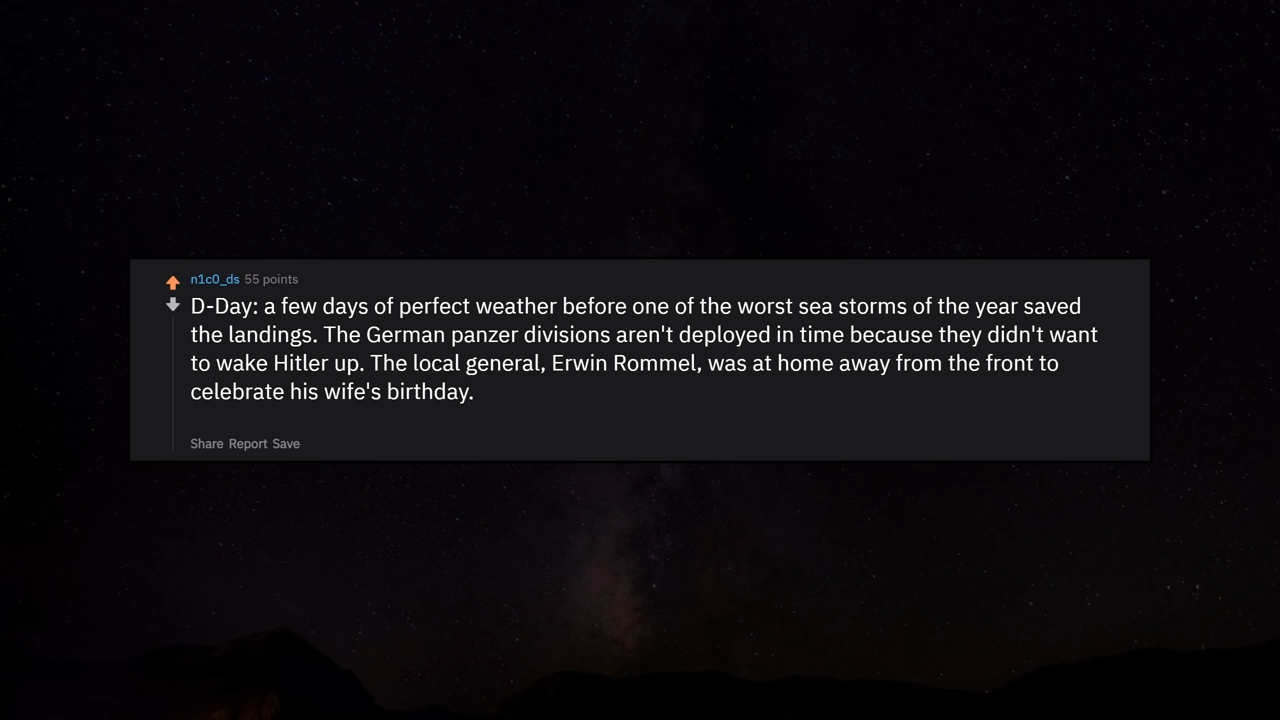 n1c0_ds 55 points
D-Day: a few days of perfect weather before one of the worst sea storms of the year saved
the landings. The German panzer divisions aren't deployed in time because they didn't want
to wake Hitler up. The local general, Erwin Rommel, was at home away from the front to
celebrate his wife's birthday.
Share Report Save